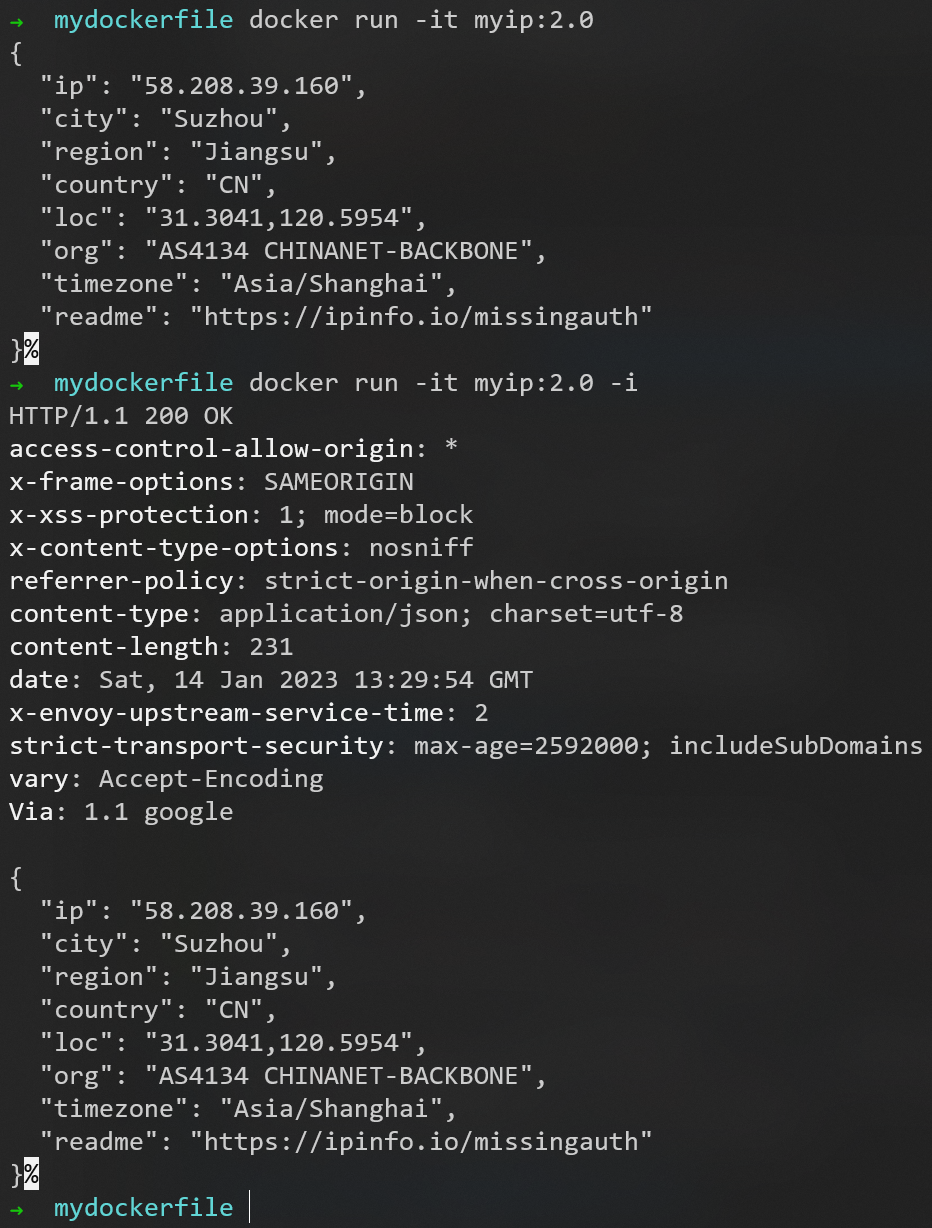 →  mydockerfile docker run -it myip:2.0
{
  "ip": "58.208.39.160",
  "city": "Suzhou",
  "region": "Jiangsu",
  "country": "CN",
  "loc": "31.3041,120.5954",
  "org": "AS4134 CHINANET-BACKBONE",
  "timezone": "Asia/Shanghai",
  "readme": "https://ipinfo.io/missingauth"
}%
→  mydockerfile docker run -it myip:2.0 -i
HTTP/1.1 200 OK
access-control-allow-origin: *
x-frame-options: SAMEORIGIN
x-xss-protection: 1; mode=block
x-content-type-options: nosniff
referrer-policy: strict-origin-when-cross-origin
content-type: application/json; charset=utf-8
content-length: 231
date: Sat, 14 Jan 2023 13:29:54 GMT
x-envoy-upstream-service-time: 2
strict-transport-security: max-age=2592000; includeSubDomains
vary: Accept-Encoding
Via: 1.1 google

{
  "ip": "58.208.39.160",
  "city": "Suzhou",
  "region": "Jiangsu",
  "country": "CN",
  "loc": "31.3041,120.5954",
  "org": "AS4134 CHINANET-BACKBONE",
  "timezone": "Asia/Shanghai",
  "readme": "https://ipinfo.io/missingauth"
}%
→  mydockerfile